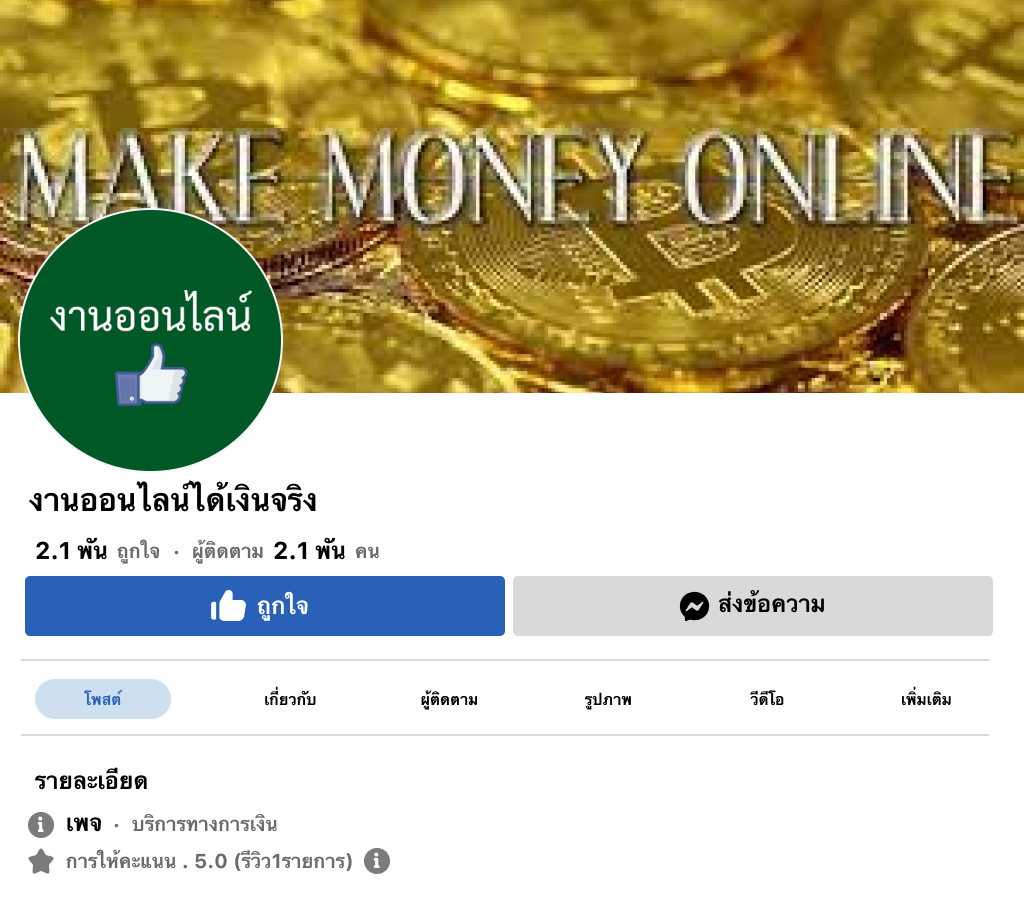 MAKE MONEY ONLINE
งานออนไลน์
งานออนไลน์ได้เงินจริง
2.1 พัน ถูกใจ · ผู้ติดตาม 2.1 พัน คน
ถูกใจ ส่งข้อความ
โพสต์ เกี่ยวกับ ผู้ติดตาม รูปภาพ วีดีโอ เพิ่มเติม
รายละเอียด
เพจ · บริการทางการเงิน
การให้คะแนน . 5.0 (รีวิว1รายการ)